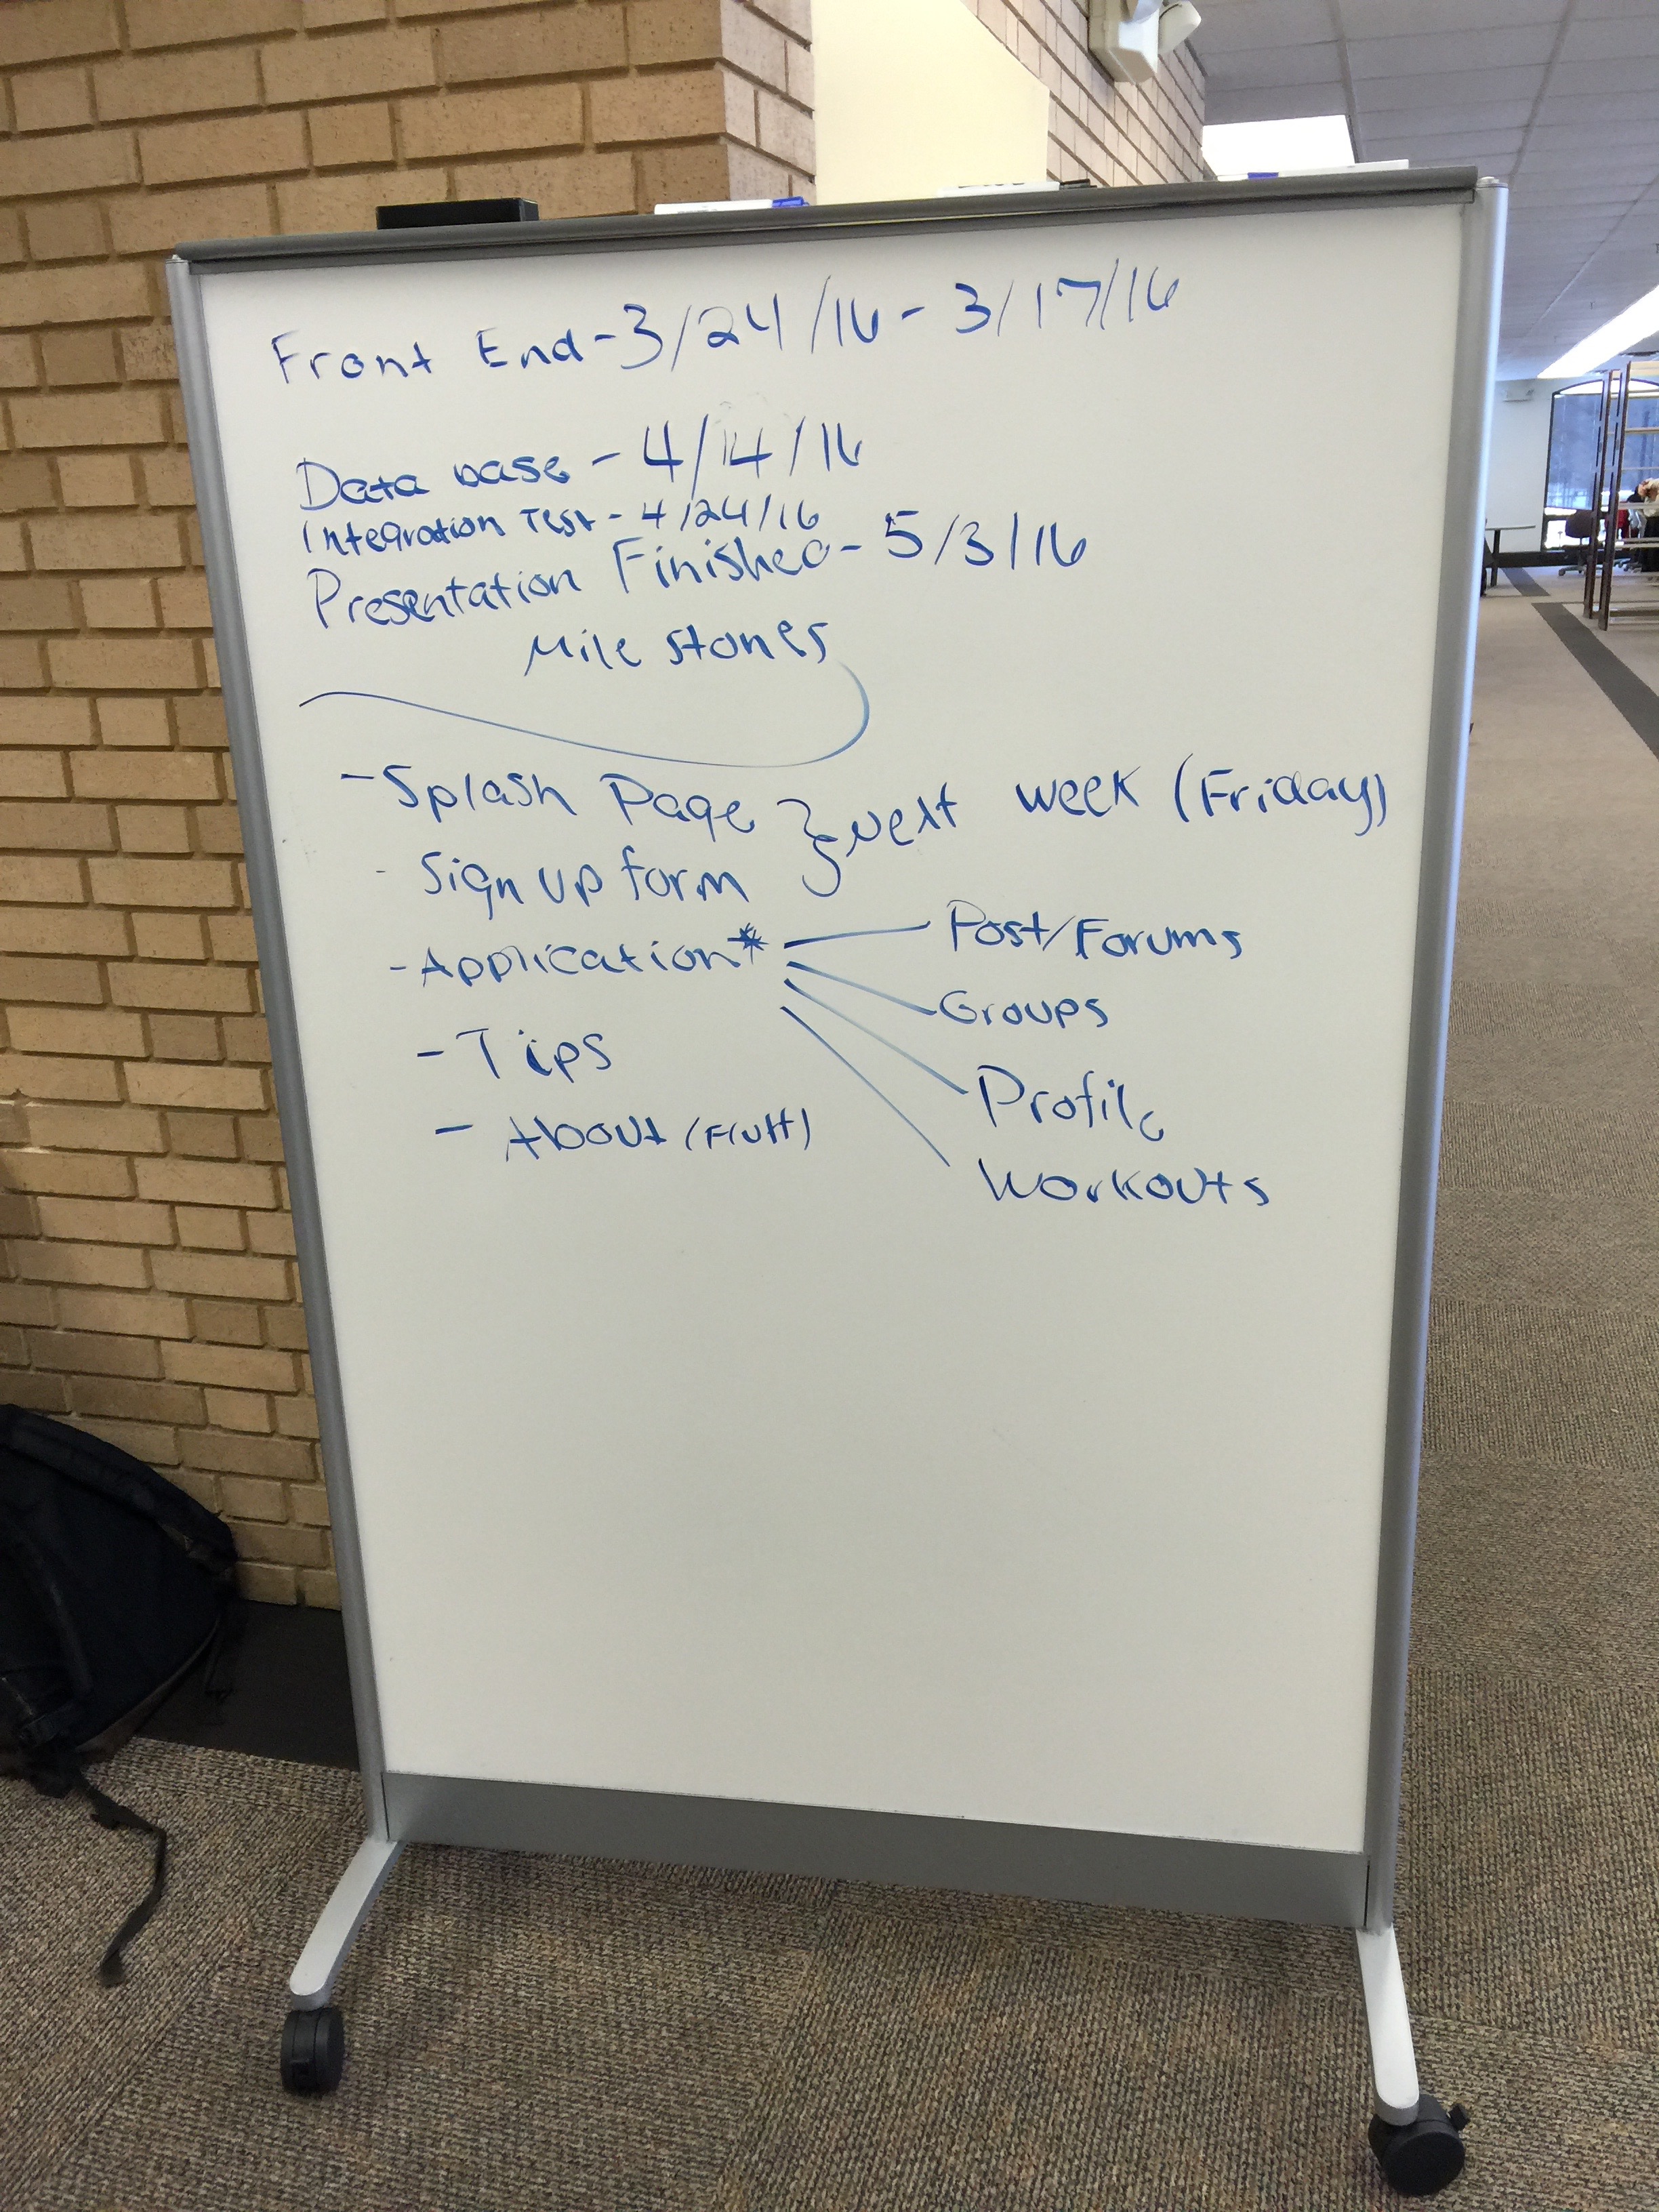 Front End - 3/24/16 - 3/17/16
Data base - 4/14/16
Integration Test - 4/24/16
Presentation Finished - 5/3/16
Mile stones
- Splash Page } Next week (Friday)
- Sign up form
- Application* Post/Forums
Groups
- Tips
Profile
- About
Workouts